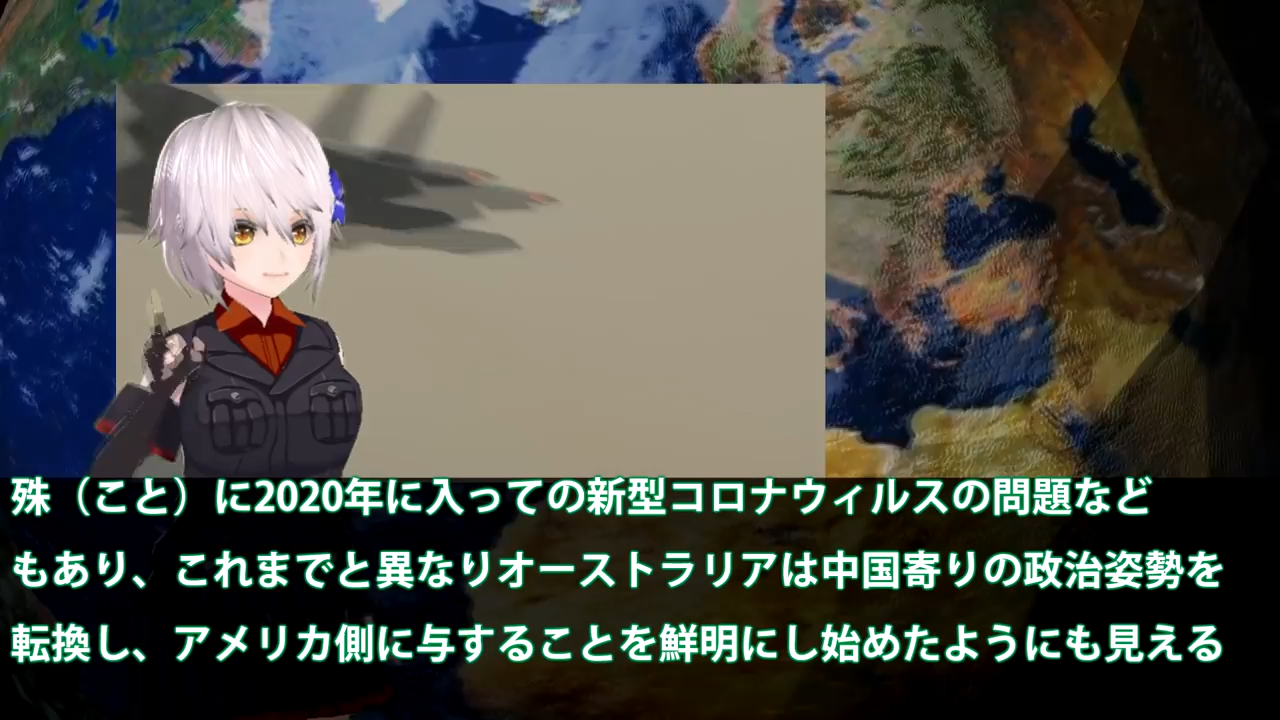 殊（こと）に2020年に入っての新型コロナウィルスの問題など
もあり、これまでと異なりオーストラリアは中国寄りの政治姿勢を
転換し、アメリカ側に与することを鮮明にし始めたようにも見える